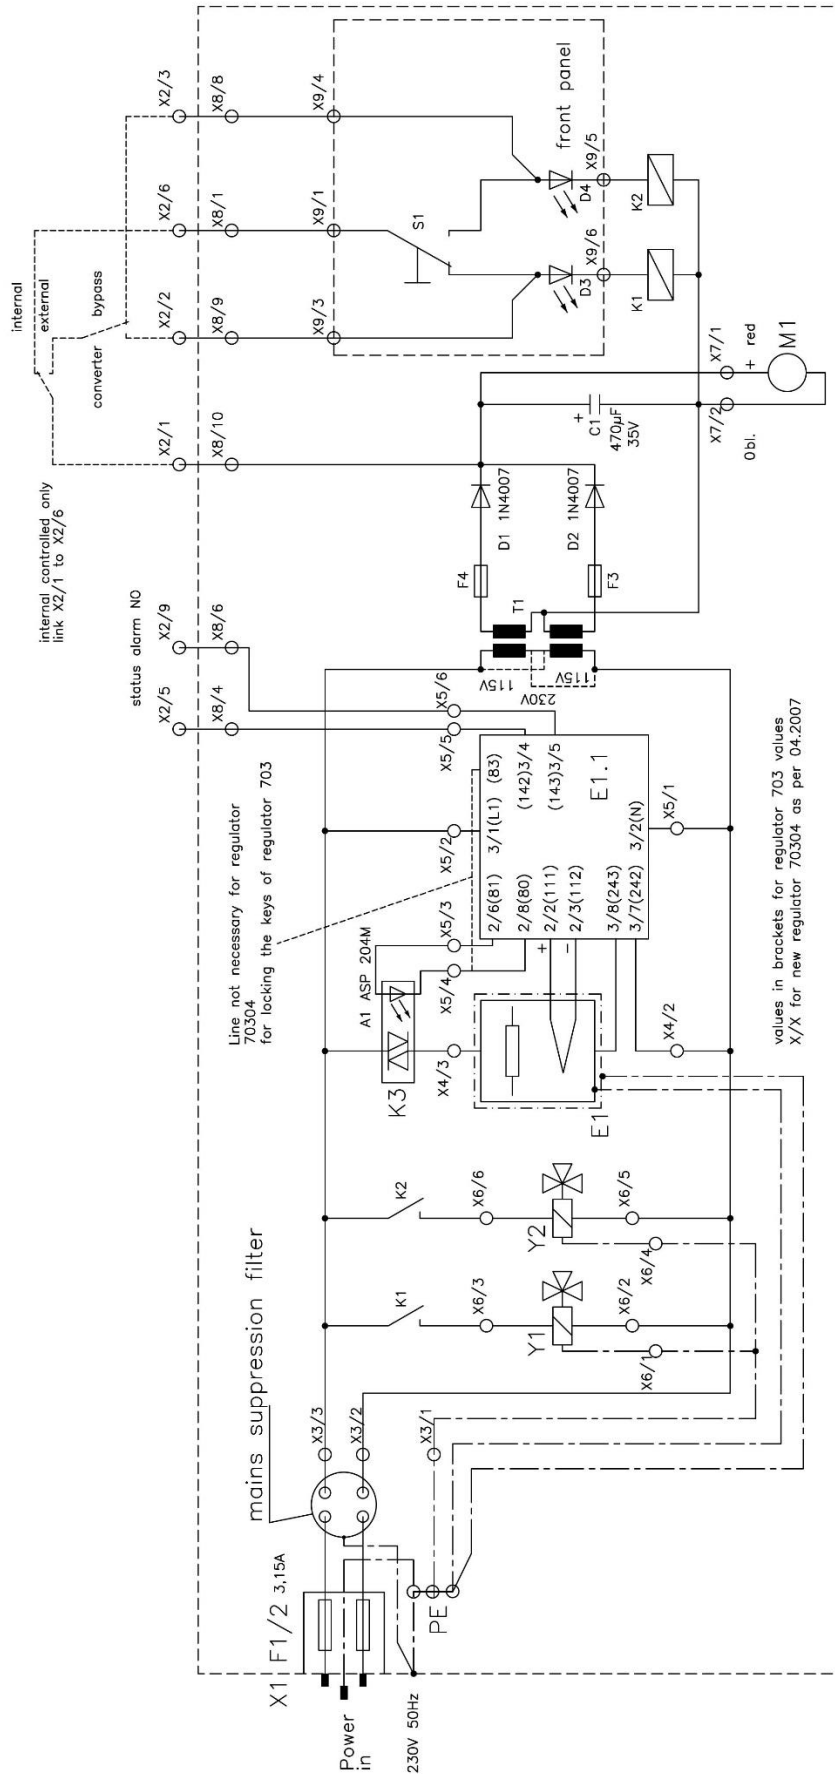 internal controlled only
link X2/1 to X2/6
internal
external
converter
bypass
status alarm NO
X2/5
X2/9
X2/1
X2/2
X2/6
X2/3
X8/4
X8/6
X8/10
X8/9
X8/1
X8/8
X9/3
X9/1
X9/4
S1
front panel
D3
D4
X9/6
X9/5
K1
K2
Line not necessary for regulator
70304
for locking the keys of regulator 703
mains suppression filter
X1 F1/2 3,15A
Power
in
230V 50Hz
PE
X3/3
X3/2
X3/1
K1
K2
X6/3
X6/6
Y1
Y2
X6/2
X6/5
X6/1
X6/4
K3
A1 ASP 204M
X4/3
X5/4
X5/3
X5/2
X5/5
X5/6
E1
+
-
2/6(81)
2/8(80)
2/2(111)
2/3(112)
3/8(243)
3/7(242)
3/1(L1)
(83)
(142)3/4
(143)3/5
E1.1
3/2(N)
X4/2
X5/1
115V
230V
115V
T1
F4
F3
D1 1N4007
D2 1N4007
+
C1
470µF
35V
X7/2
X7/1
0bl.
+ red
M1
values in brackets for regulator 703 values
X/X for new regulator 70304 as per 04.2007